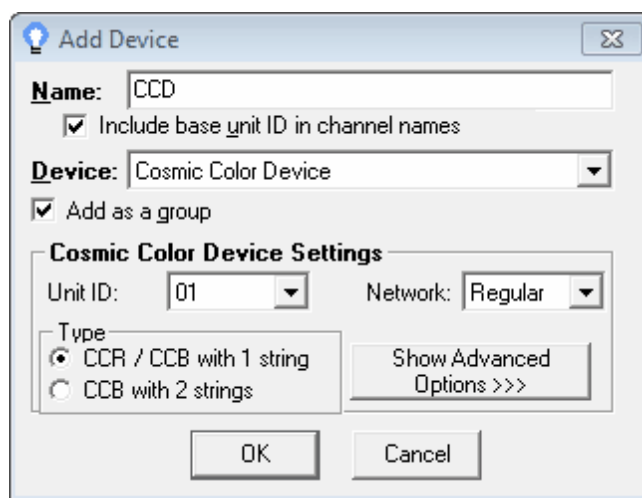 Add Device
Name: CCD
Include base unit ID in channel names
Device: Cosmic Color Device
Add as a group
Cosmic Color Device Settings
Unit ID: 01 Network: Regular
Type
CCR / CCB with 1 string
CCB with 2 strings
Show Advanced
Options >>>
OK Cancel